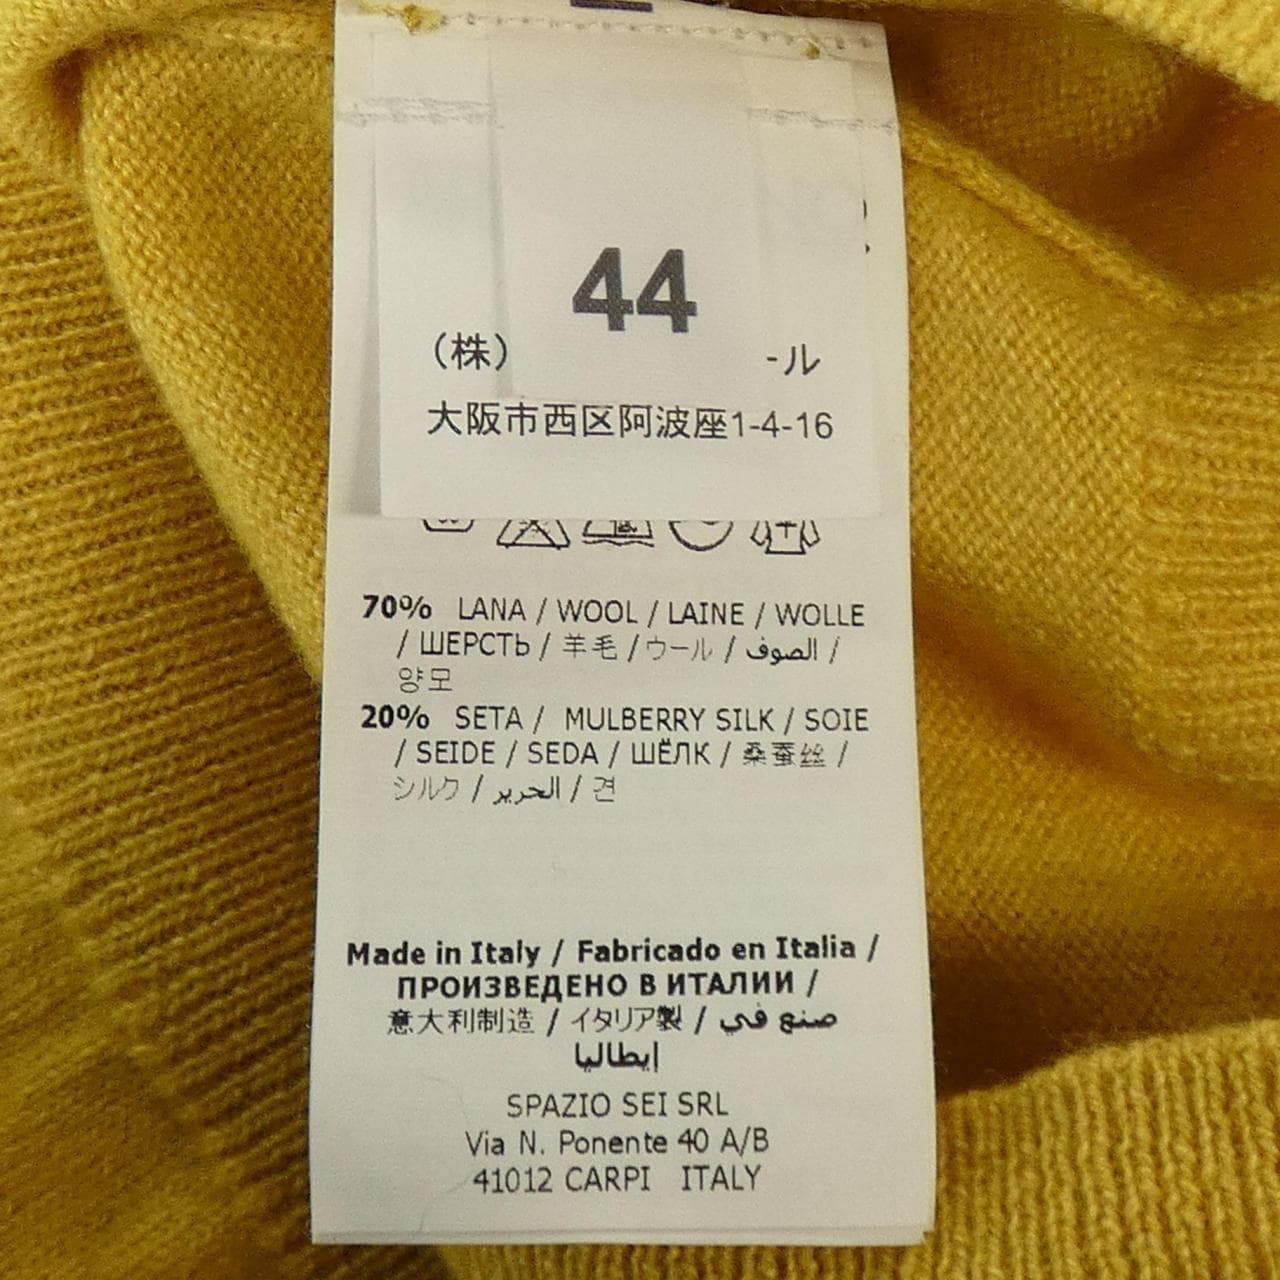 44
（株） -ル
大阪市西区阿波座1-4-16
70% LANA / WOOL / LAINE / WOLLE
/ ШЕРСТЬ / 羊毛 / ウール / الصوف /
양모
20% SETA / MULBERRY SILK / SOIE
/ SEIDE / SEDA / ШЁЛК / 桑蚕丝 /
シルク / الحرير / 견
Made in Italy / Fabricado en Italia /
ПРОИЗВЕДЕНО В ИТАЛИИ /
意大利制造 / イタリア製 / صنع في
إيطاليا
SPAZIO SEI SRL
Via N. Ponente 40 A/B
41012 CARPI ITALY